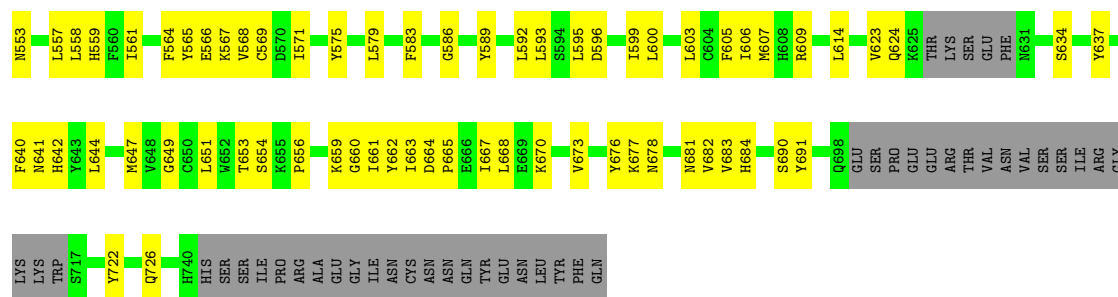 N553 L557 L558 H559 F560 I561 F564 Y565 E566 K567 V568 C569 D570 I571 Y575 L579 F583 G586 Y589 L592 L593 S594 L595 D596 I599 L600 L603 C604 F605 I606 M607 H608 R609 L614 V623 Q624 K625 THR LYS SER GLU PHE N631 S634 Y637
F640 N641 H642 Y643 L644 M647 V648 G649 C650 L651 W652 T653 S654 K655 P656 K659 G660 I661 Y662 I663 D664 P665 E666 I667 L668 E669 K670 V673 Y676 K677 N678 N681 V682 V683 H684 S690 Y691 Q698 GLU SER PRO GLU GLU ARG THR VAL ASN VAL SER SER ILE ARG GLY
LYS LYS TRP S717 Y722 Q726 H740 HIS SER SER ILE PRO ARG ALA GLU GLY ILE ASN CYS ASN ASN GLN TYR GLU ASN LEU TYR PHE GLN